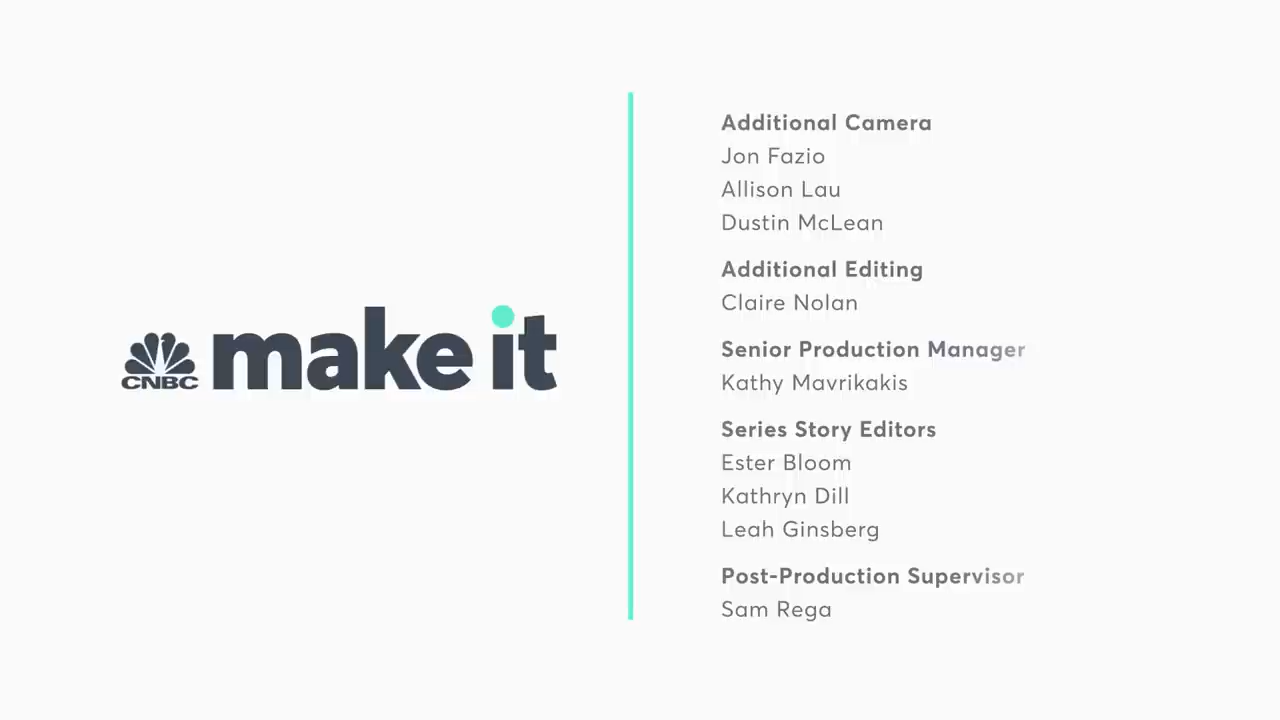 CNBC make it
Additional Camera
Jon Fazio
Allison Lau
Dustin McLean
Additional Editing
Claire Nolan
Senior Production Manager
Kathy Mavrikakis
Series Story Editors
Ester Bloom
Kathryn Dill
Leah Ginsberg
Post-Production Supervisor
Sam Rega